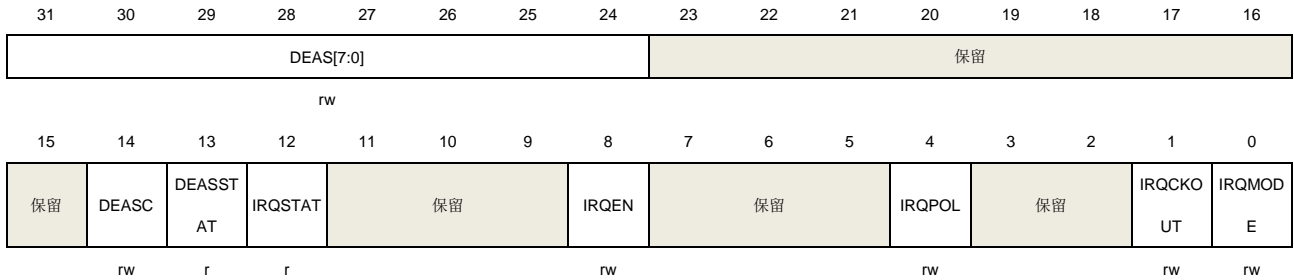 31 30 29 28 27 26 25 24 23 22 21 20 19 18 17 16
DEAS[7:0] 保留
rw
15 14 13 12 11 10 9 8 7 6 5 4 3 2 1 0
保留 DEASC DEASST AT IRQSTAT 保留 IRQEN 保留 IRQPOL 保留 IRQCKO UT IRQMOD E
rw r r rw rw rw rw